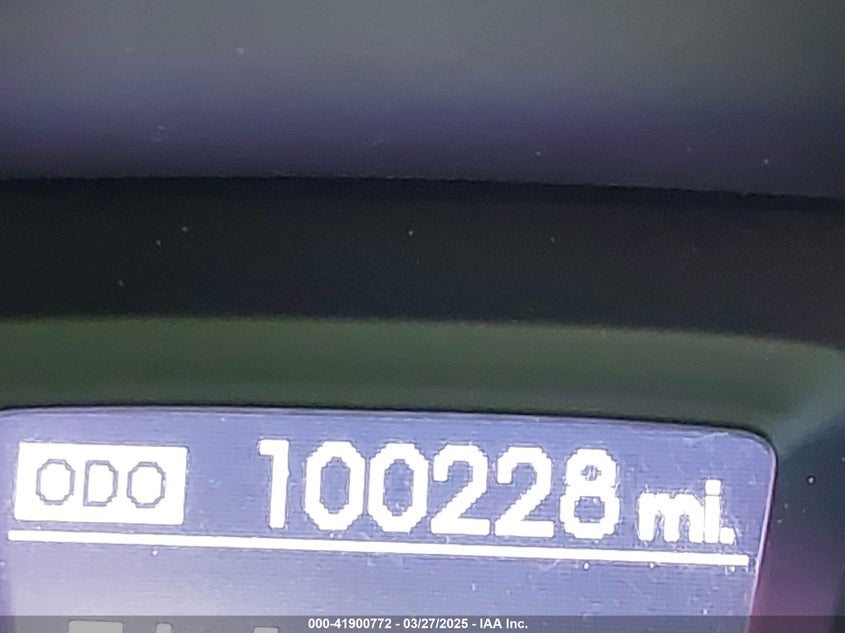 ODO 100228 mi.
000-41900772 - 03/27/2025 - IAA Inc.